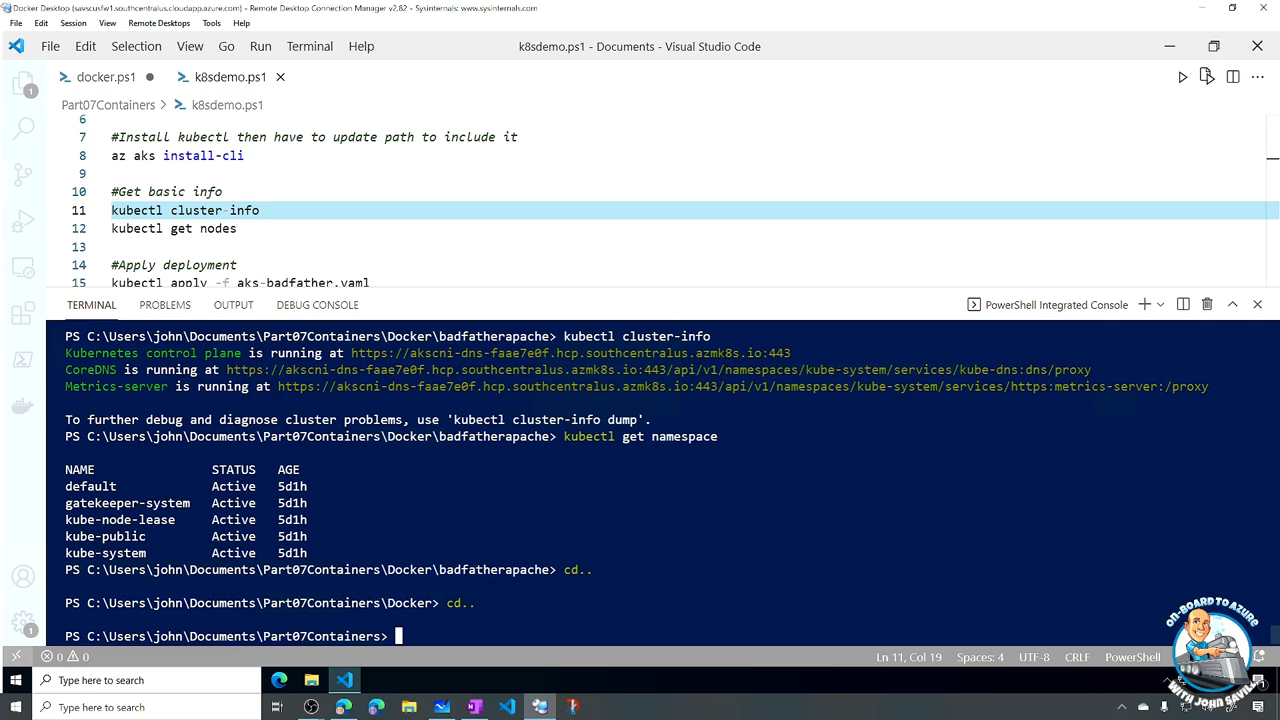 Docker Desktop (savscusfw1.southcentralus.cloudapp.azure.com) - Remote Desktop Connection Manager v2.82 - Sysinternals: www.sysinternals.com
File Edit Session View Remote Desktops Tools Help
File Edit Selection View Go Run Terminal Help
k8sdemo.ps1 - Documents - Visual Studio Code
docker.ps1
k8sdemo.ps1
1
Part07Containers > k8sdemo.ps1
6
7 #Install kubectl then have to update path to include it
8 az aks install-cli
9
10 #Get basic info
11 kubectl cluster-info
12 kubectl get nodes
13
14 #Apply deployment
15 kubectl apply -f aks-badfather.yaml
TERMINAL PROBLEMS OUTPUT DEBUG CONSOLE
PowerShell Integrated Console
PS C:\Users\john\Documents\Part07Containers\Docker\badfatherapache> kubectl cluster-info
Kubernetes control plane is running at https://akscni-dns-faae7e0f.hcp.southcentralus.azmk8s.io:443
CoreDNS is running at https://akscni-dns-faae7e0f.hcp.southcentralus.azmk8s.io:443/api/v1/namespaces/kube-system/services/kube-dns:dns/proxy
Metrics-server is running at https://akscni-dns-faae7e0f.hcp.southcentralus.azmk8s.io:443/api/v1/namespaces/kube-system/services/https:metrics-server:/proxy
To further debug and diagnose cluster problems, use 'kubectl cluster-info dump'.
PS C:\Users\john\Documents\Part07Containers\Docker\badfatherapache> kubectl get namespace
NAME STATUS AGE
default Active 5d1h
gatekeeper-system Active 5d1h
kube-node-lease Active 5d1h
kube-public Active 5d1h
kube-system Active 5d1h
PS C:\Users\john\Documents\Part07Containers\Docker\badfatherapache> cd..
PS C:\Users\john\Documents\Part07Containers\Docker> cd..
PS C:\Users\john\Documents\Part07Containers>
1
0 0
Ln 11, Col 19 Spaces: 4 UTF-8 CRLF PowerShell
ON-BOARD TO AZURE
WITH JOHN SAVILL
Type here to search
Type here to search